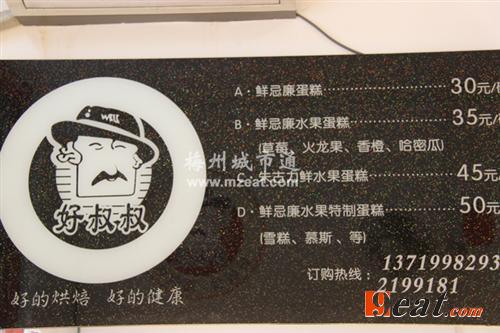 A·鲜忌廉蛋糕 30元/
B·鲜忌廉水果蛋糕 35元/
(草莓、火龙果、香橙、哈密瓜)
C·朱古力鲜水果蛋糕 45元/
D·鲜忌廉水果特制蛋糕 50元/
(雪糕、慕斯、等)
订购热线：13719998293
2199181
好叔叔
好的烘焙 好的健康
梅州城市通
www.mzeat.com
eat.com